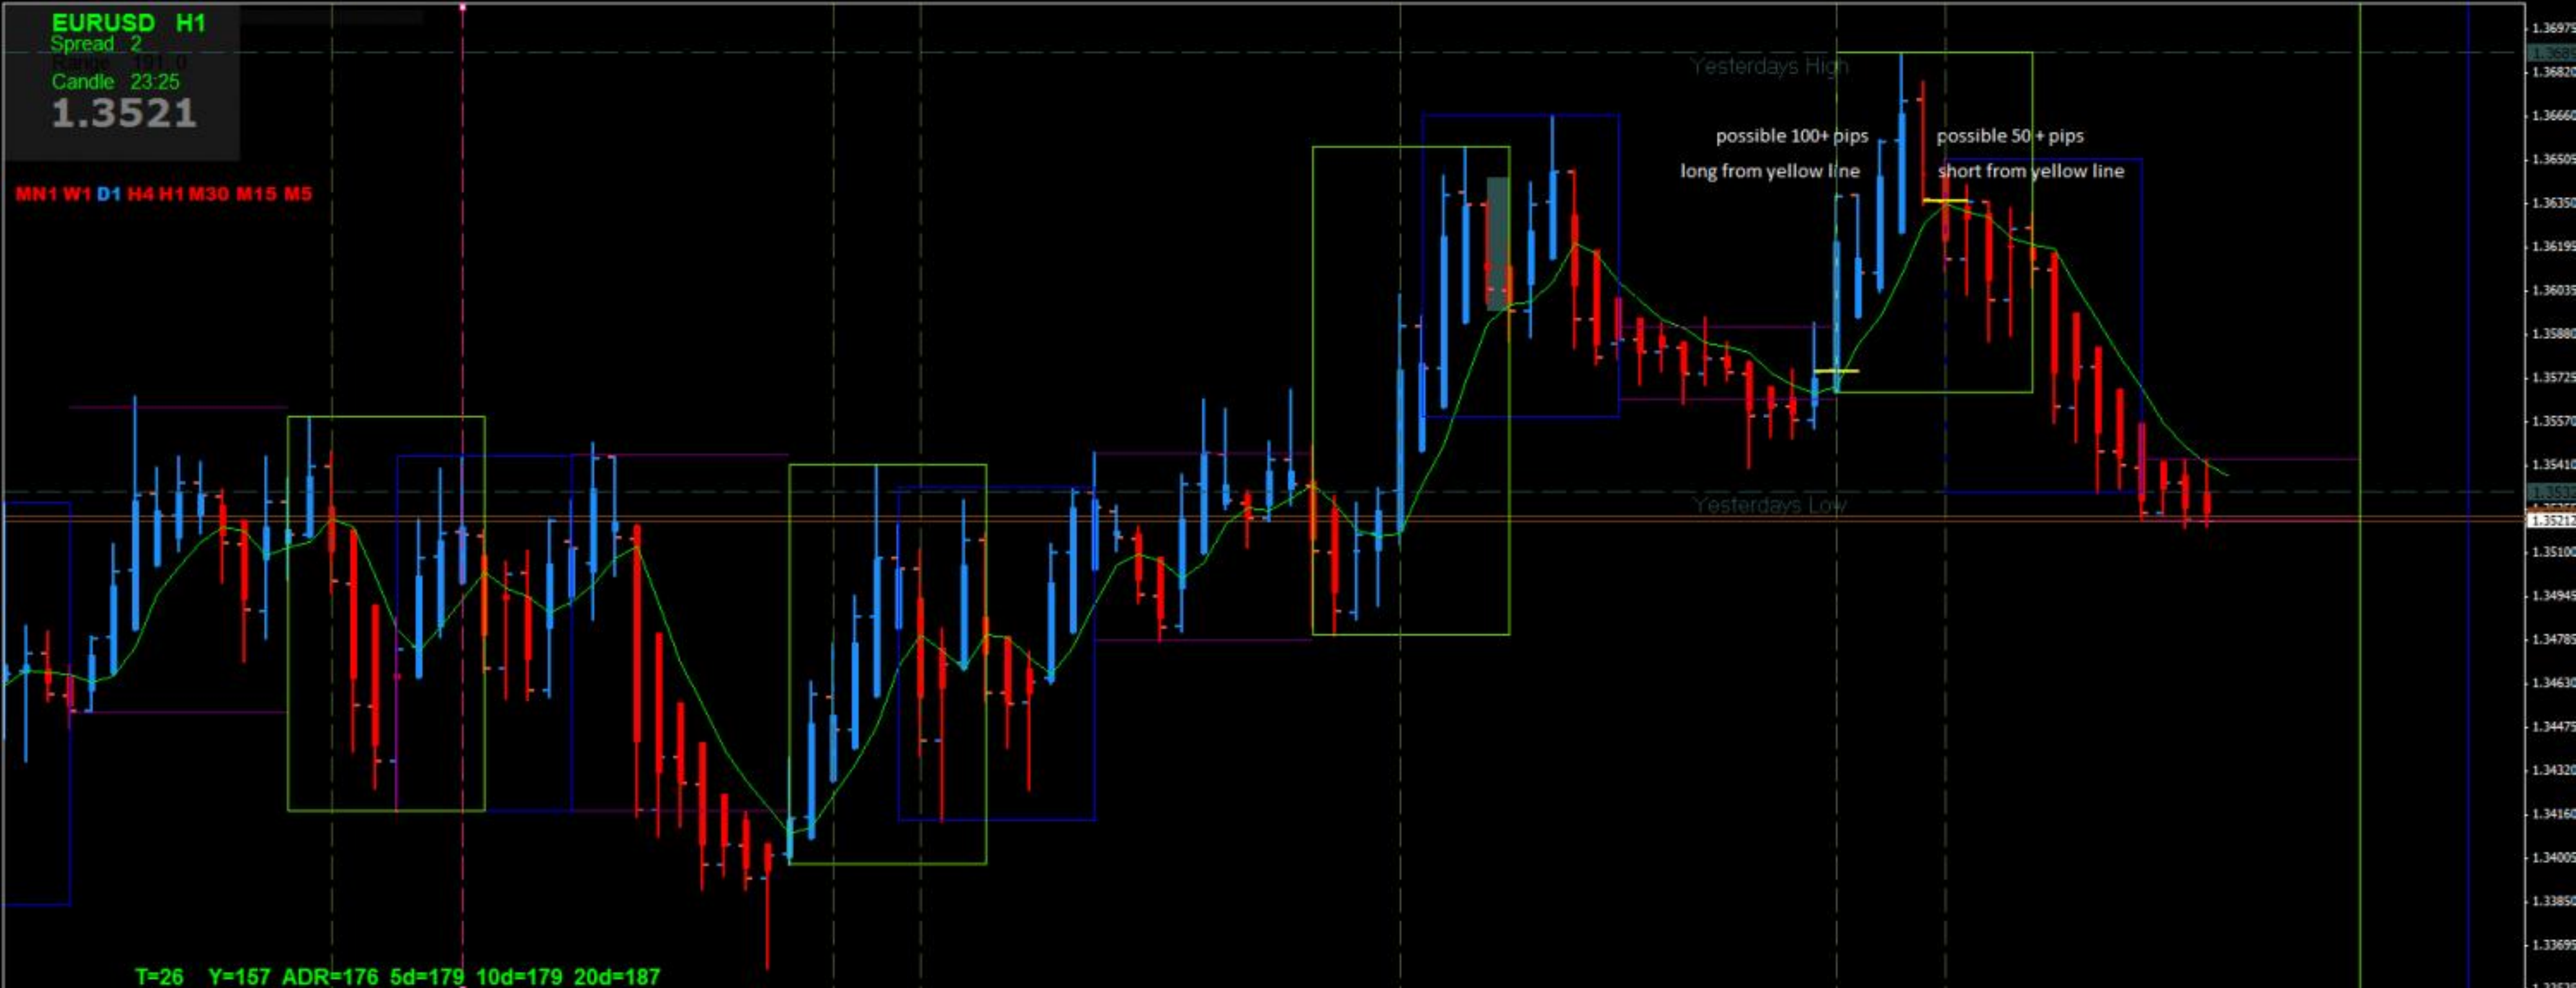 EURUSD H1
Spread 2
Range 191.0
Candle 23:25
1.3521
MN1 W1 D1 H4 H1 M30 M15 M5
Yesterdays High
possible 100+ pips
long from yellow line
possible 50 + pips
short from yellow line
Yesterdays Low
1.36975
1.36820
1.36660
1.36505
1.36350
1.36195
1.36035
1.35880
1.35725
1.35570
1.35410
1.35212
1.35100
1.34945
1.34785
1.34630
1.34475
1.34320
1.34160
1.34005
1.33850
1.33695
T=26 Y=157 ADR=176 5d=179 10d=179 20d=187